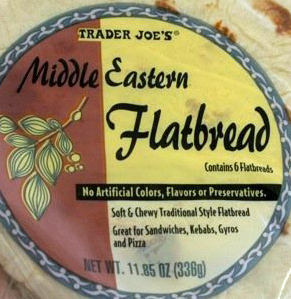 TRADER JOE'S®
Middle Eastern
Flatbread
Contains 6 Flatbreads
No Artificial Colors, Flavors or Preservatives.
Soft & Chewy Traditional Style Flatbread
Great for Sandwiches, Kebabs, Gyros
and Pizza
NET WT. 11.85 OZ (336g)